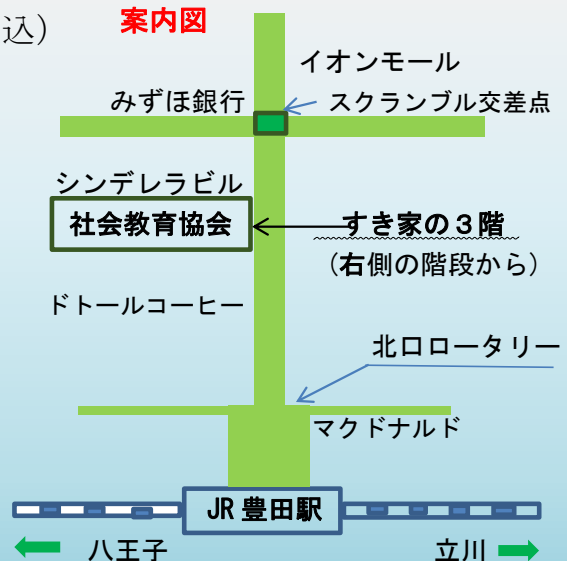 込)
案内図
イオンモール
みずほ銀行
スクランブル交差点
シンデレラビル
社会教育協会
すき家の３階
(右側の階段から)
ドトールコーヒー
北口ロータリー
マクドナルド
JR 豊田駅
八王子
立川